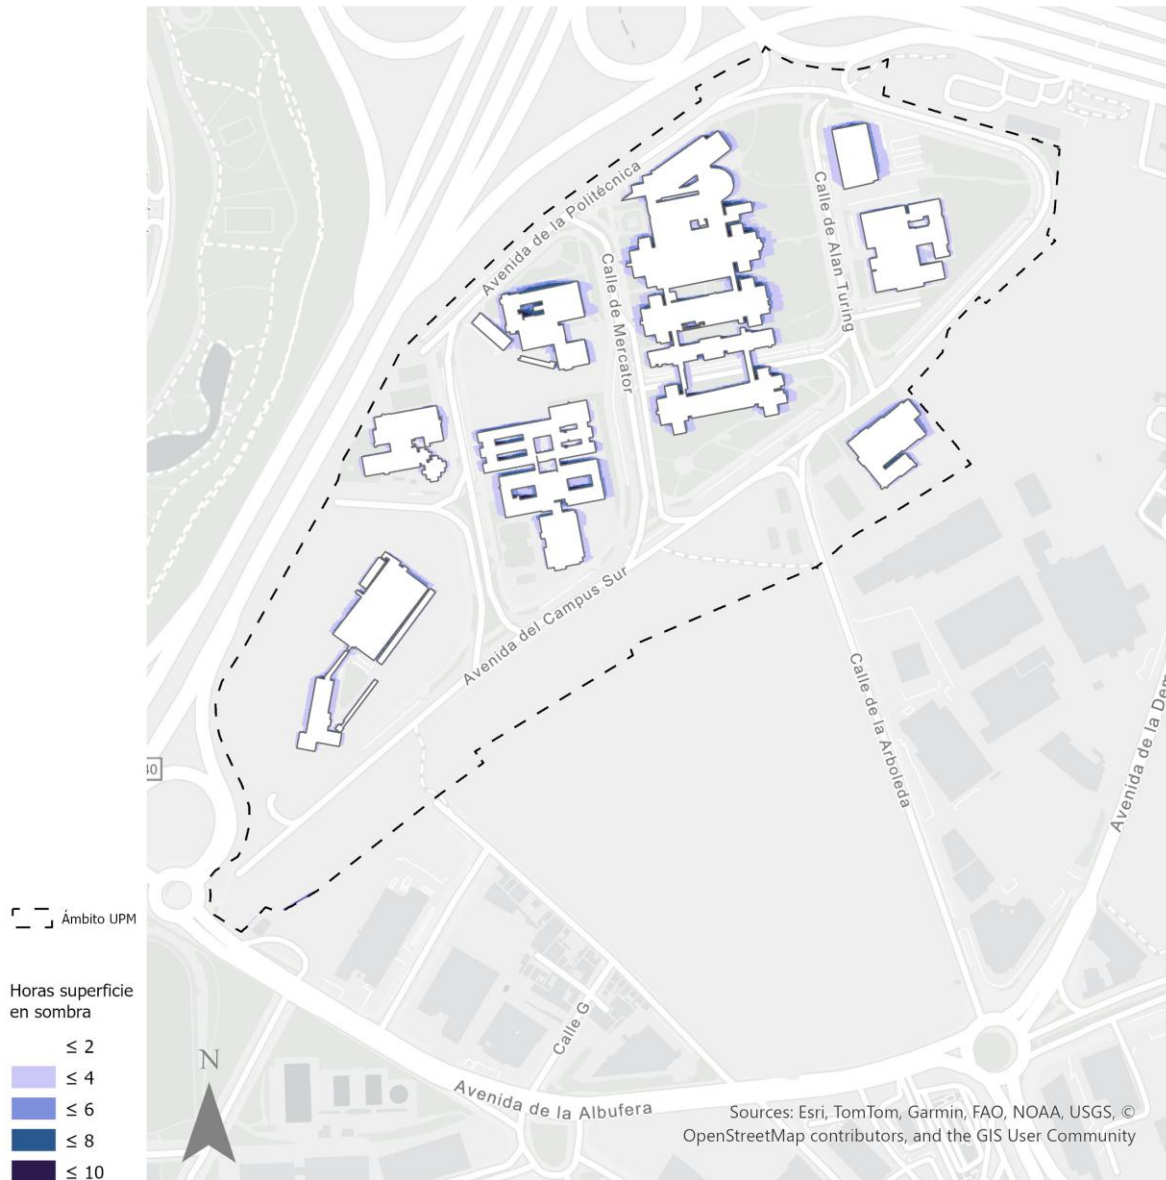 Avenida de la Politécnica
Calle de Mercator
Calle de Alan Turing
Avenida del Campus Sur
Calle de la Arboleda
Avenida de la Dem
Calle G
Avenida de la Albufera
Ámbito UPM
Horas superficie
en sombra
≤ 2
≤ 4
≤ 6
≤ 8
≤ 10
N
Sources: Esri, TomTom, Garmin, FAO, NOAA, USGS, ©
OpenStreetMap contributors, and the GIS User Community